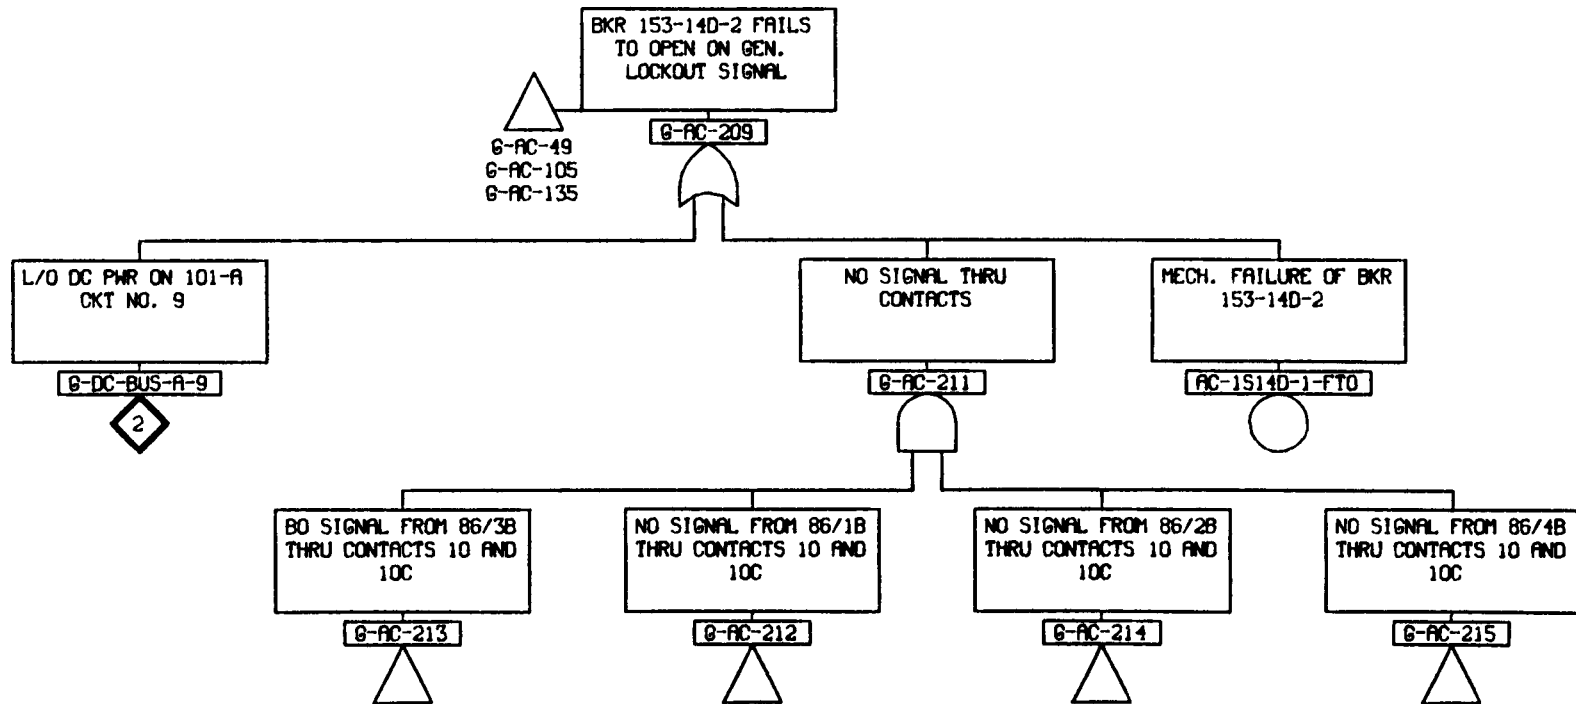 BKR 153-14D-2 FAILS
TO OPEN ON GEN.
LOCKOUT SIGNAL
G-AC-209
G-AC-49
G-AC-105
G-AC-135
L/O DC PWR ON 101-A
CKT NO. 9
G-DC-BUS-A-9
2
NO SIGNAL THRU
CONTACTS
G-AC-211
MECH. FAILURE OF BKR
153-14D-2
AC-1S14D-1-FTO
BO SIGNAL FROM 86/3B
THRU CONTACTS 10 AND
10C
G-AC-213
NO SIGNAL FROM 86/1B
THRU CONTACTS 10 AND
10C
G-AC-212
NO SIGNAL FROM 86/2B
THRU CONTACTS 10 AND
10C
G-AC-214
NO SIGNAL FROM 86/4B
THRU CONTACTS 10 AND
10C
G-AC-215